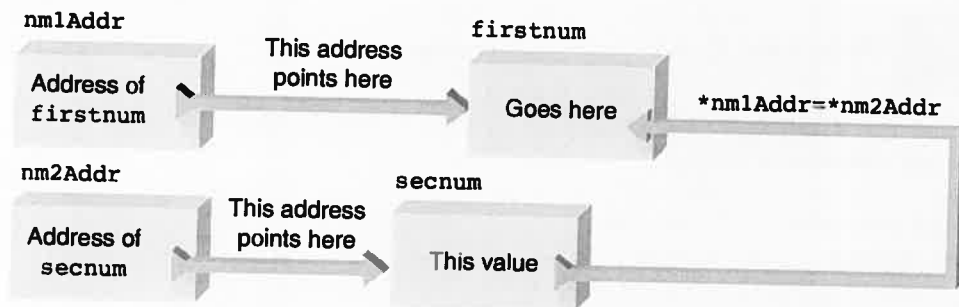 nm1Addr
This address
points here
firstnum
Address of
firstnum
Goes here
*nm1Addr=*nm2Addr
nm2Addr
This address
points here
secnum
Address of
secnum
This value